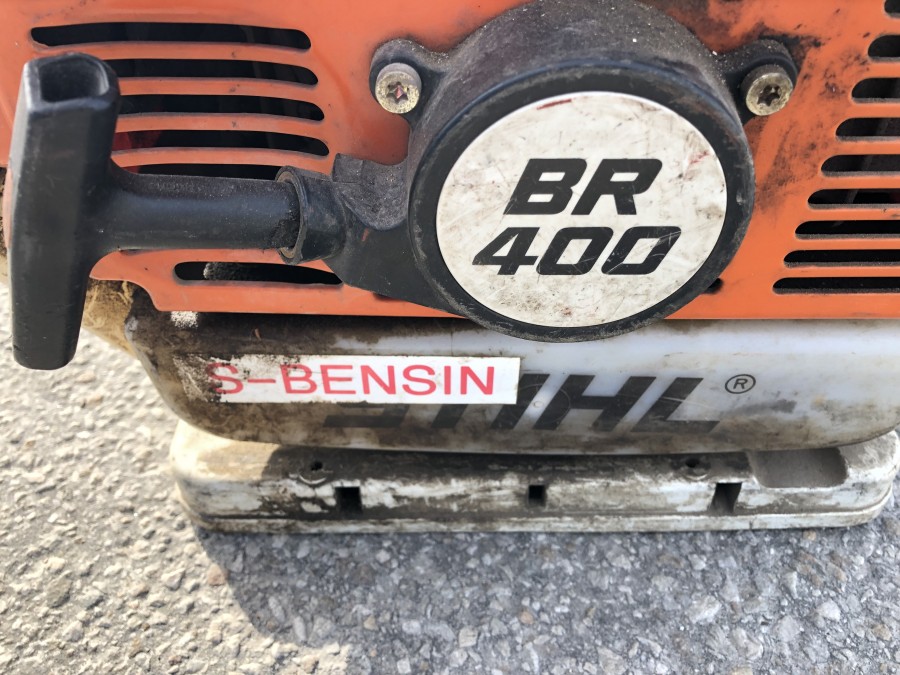 BR
400
S-BENSIN
STIHL ®